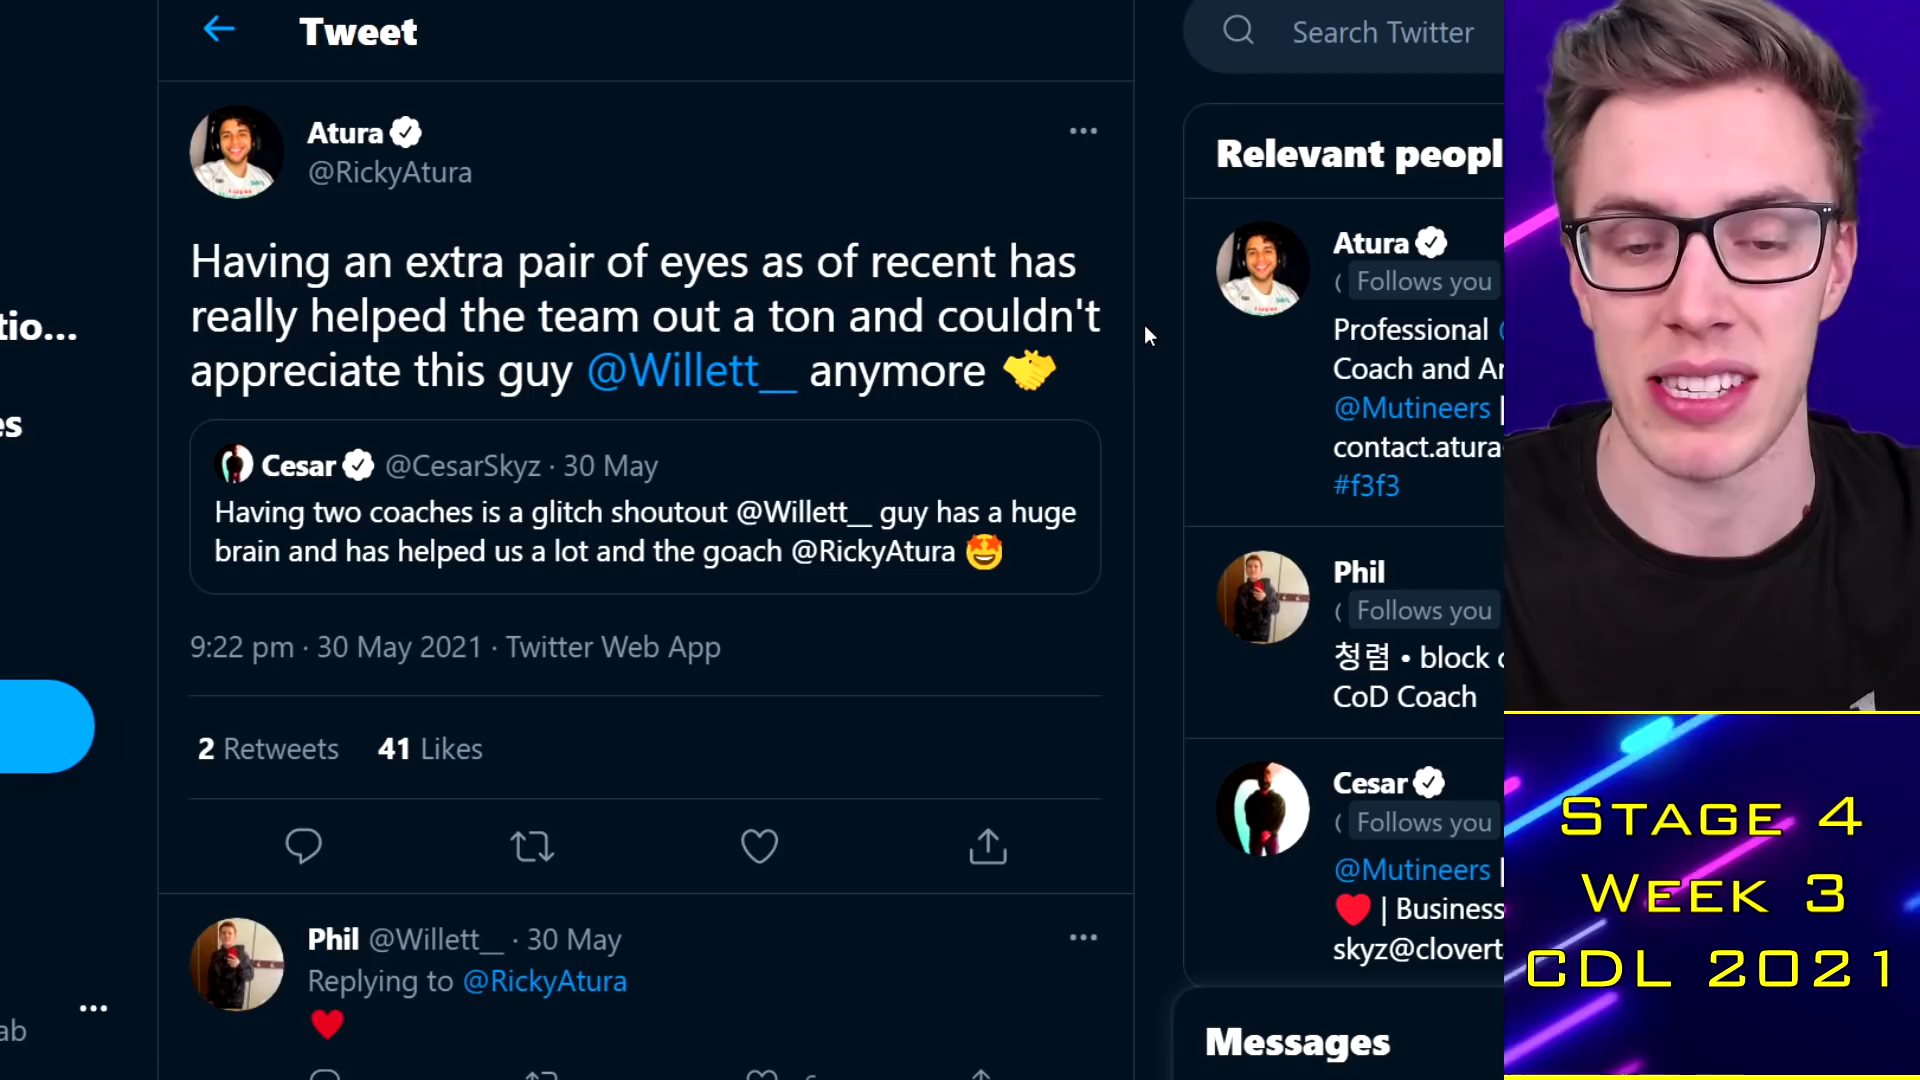 Tweet
Search Twitter
Atura
@RickyAtura
Having an extra pair of eyes as of recent has
really helped the team out a ton and couldn't
appreciate this guy @Willett__ anymore 🤝
Cesar @CesarSkyz · 30 May
Having two coaches is a glitch shoutout @Willett__ guy has a huge
brain and has helped us a lot and the goach @RickyAtura 🤩
9:22 pm · 30 May 2021 · Twitter Web App
2 Retweets 41 Likes
Phil @Willett__ · 30 May
Replying to @RickyAtura
❤️
tio...
es
ab
Relevant peopl
Atura
Follows you
Professional
Coach and Ar
@Mutineers |
contact.atura
#f3f3
Phil
Follows you
청렴 • block
CoD Coach
Cesar
Follows you
@Mutineers |
❤️ | Business
skyz@clovert
Messages
STAGE 4
WEEK 3
CDL 2021